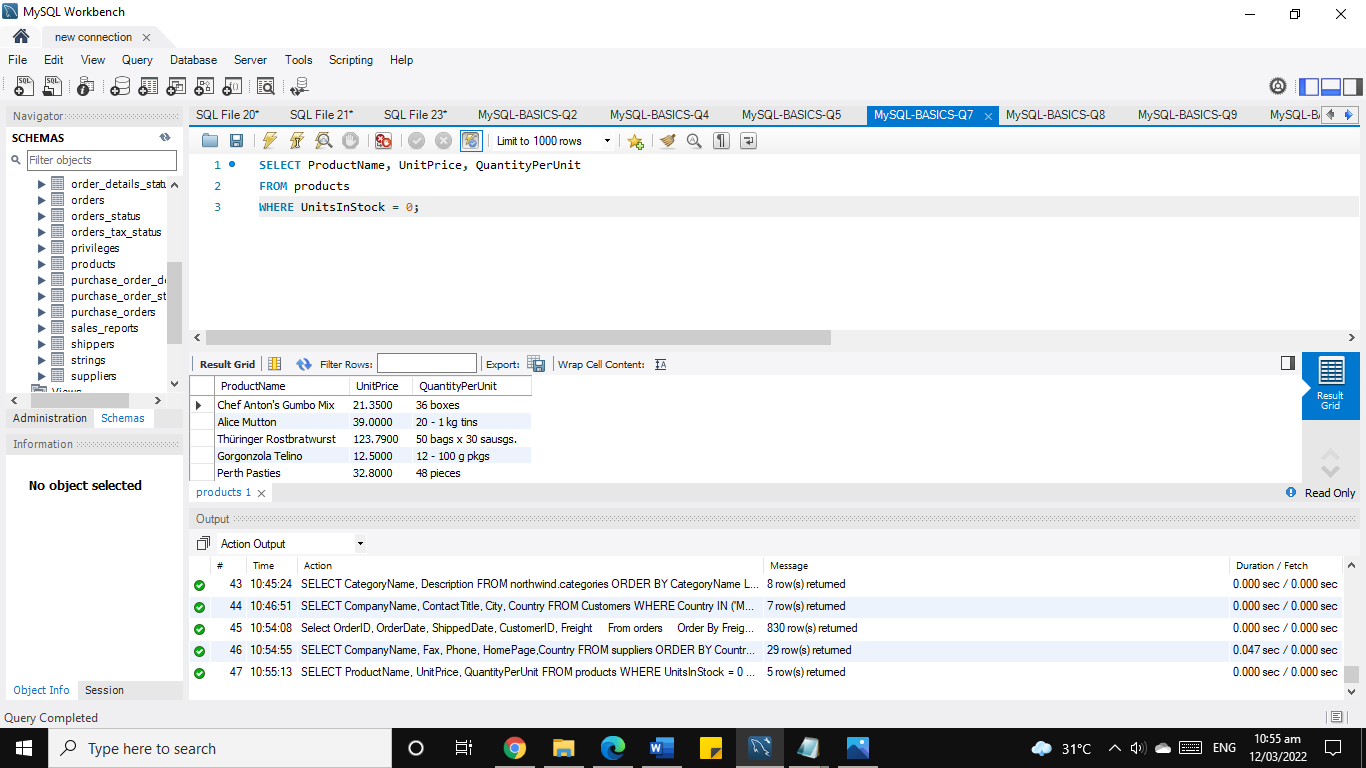 MySQL Workbench
new connection
File Edit View Query Database Server Tools Scripting Help
Navigator
SCHEMAS
Filter objects
order_details_statu
orders
orders_status
orders_tax_status
privileges
products
purchase_order_de
purchase_order_st
purchase_orders
sales_reports
shippers
strings
suppliers
Views
Administration Schemas
Information
No object selected
Object Info Session
SQL File 20* SQL File 21* SQL File 23* MySQL-BASICS-Q2 MySQL-BASICS-Q4 MySQL-BASICS-Q5 MySQL-BASICS-Q7 MySQL-BASICS-Q8 MySQL-BASICS-Q9 MySQL-BA
Limit to 1000 rows
1 SELECT ProductName, UnitPrice, QuantityPerUnit
2 FROM products
3 WHERE UnitsInStock = 0;
Result Grid Filter Rows: Export: Wrap Cell Content:
ProductName UnitPrice QuantityPerUnit
Chef Anton's Gumbo Mix 21.3500 36 boxes
Alice Mutton 39.0000 20 - 1 kg tins
Thüringer Rostbratwurst 123.7900 50 bags x 30 sausgs.
Gorgonzola Telino 12.5000 12 - 100 g pkgs
Perth Pasties 32.8000 48 pieces
Result
Grid
products 1
Read Only
Output
Action Output
# Time Action Message Duration / Fetch
43 10:45:24 SELECT CategoryName, Description FROM northwind.categories ORDER BY CategoryName L... 8 row(s) returned 0.000 sec / 0.000 sec
44 10:46:51 SELECT CompanyName, ContactTitle, City, Country FROM Customers WHERE Country IN ('M... 7 row(s) returned 0.000 sec / 0.000 sec
45 10:54:08 Select OrderID, OrderDate, ShippedDate, CustomerID, Freight From orders Order By Freig... 830 row(s) returned 0.000 sec / 0.000 sec
46 10:54:55 SELECT CompanyName, Fax, Phone, HomePage,Country FROM suppliers ORDER BY Countr... 29 row(s) returned 0.047 sec / 0.000 sec
47 10:55:13 SELECT ProductName, UnitPrice, QuantityPerUnit FROM products WHERE UnitsInStock = 0 ... 5 row(s) returned 0.000 sec / 0.000 sec
Query Completed
Type here to search
31°C
ENG
10:55 am
12/03/2022